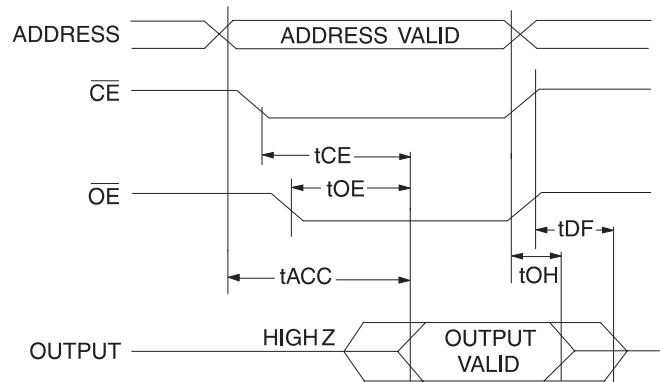 ADDRESS
ADDRESS VALID
CE
tCE
tOE
OE
tDF
tACC
tOH
HIGH Z
OUTPUT
OUTPUT
VALID